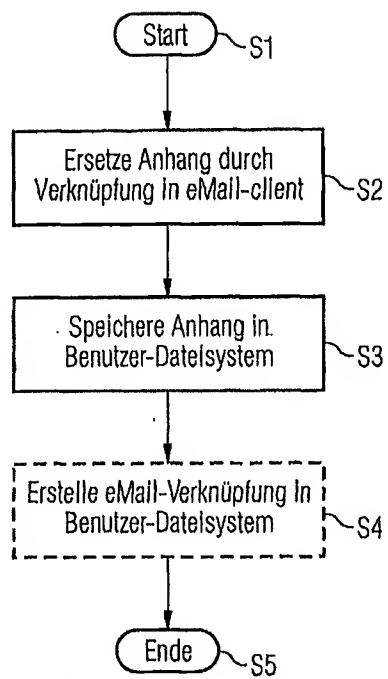 Start
S1
Ersetze Anhang durch
Verknüpfung in eMail-client
S2
Speichere Anhang in
Benutzer-Dateisystem
S3
Erstelle eMail-Verknüpfung in
Benutzer-Dateisystem
S4
Ende
S5